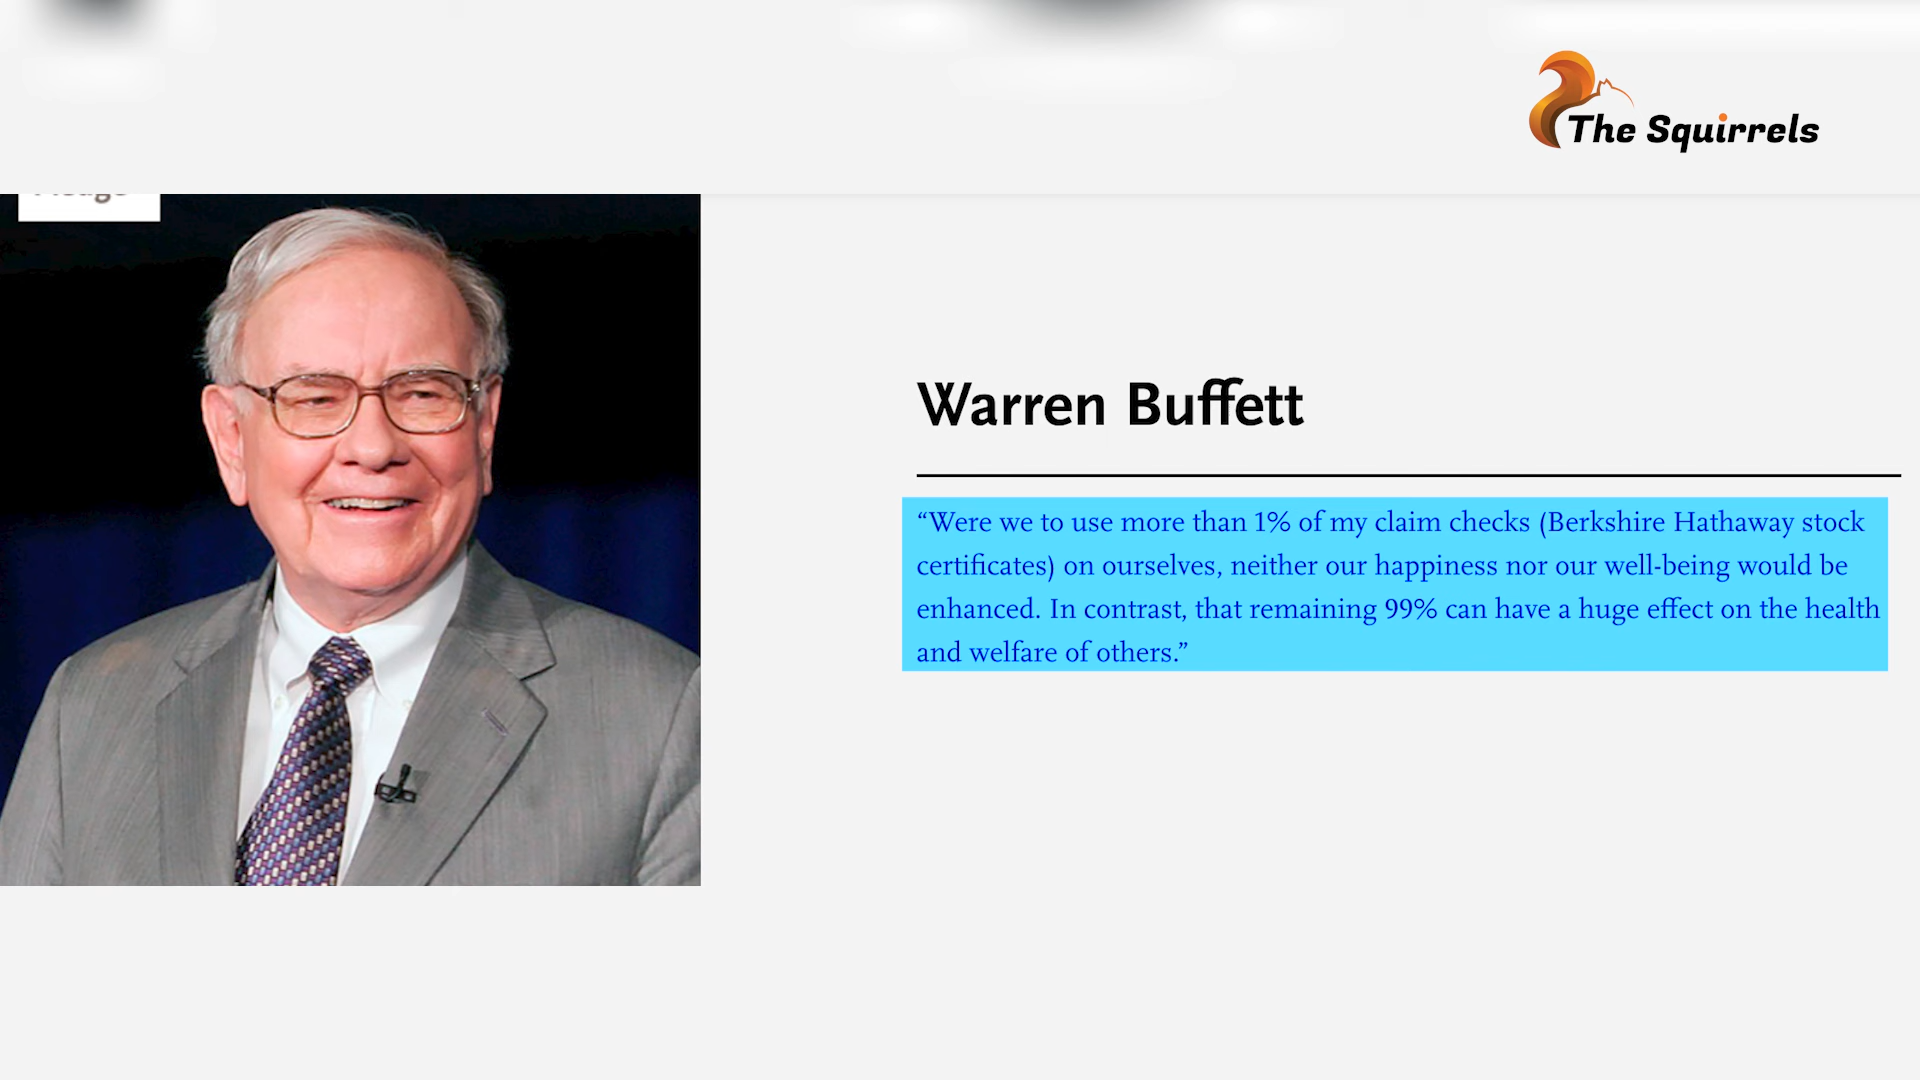 The Squirrels
Warren Buffett
“Were we to use more than 1% of my claim checks (Berkshire Hathaway stock
certificates) on ourselves, neither our happiness nor our well-being would be
enhanced. In contrast, that remaining 99% can have a huge effect on the health
and welfare of others.”